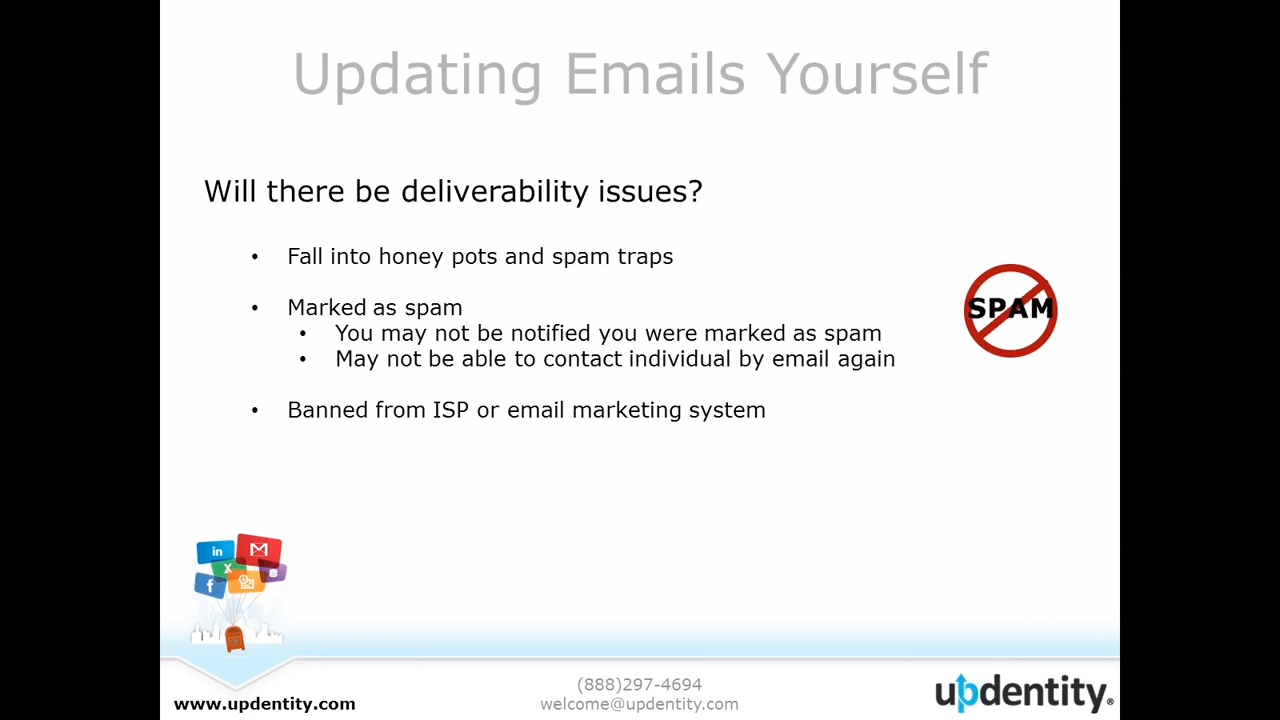 Updating Emails Yourself
Will there be deliverability issues?
• Fall into honey pots and spam traps
• Marked as spam
• You may not be notified you were marked as spam
• May not be able to contact individual by email again
• Banned from ISP or email marketing system
SPAM
in
X
f
www.updentity.com
(888)297-4694
welcome@updentity.com
updentity®